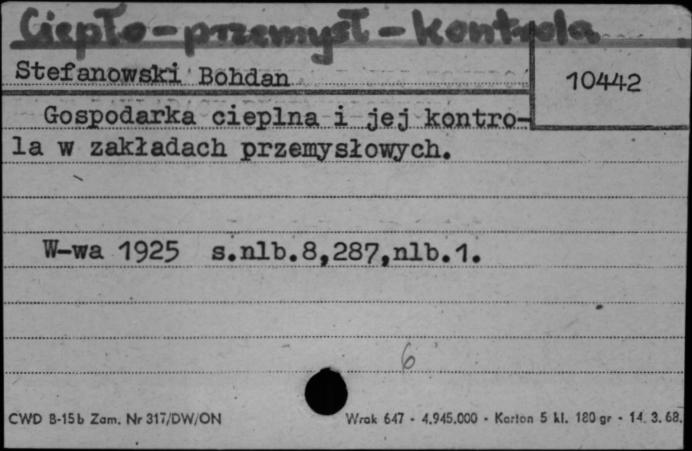 Ciepło - przemysł - kontrola
Stefanowski Bohdan
10442
Gospodarka cieplna i jej kontro-
la w zakładach przemysłowych.
W-wa 1925 s.nlb.8,287,nlb.1.
6
CWD B-15b Zam. Nr 317/DW/ON Wrak 647 - 4.945.000 - Karton 5 kl. 180 gr - 14. 3. 68.